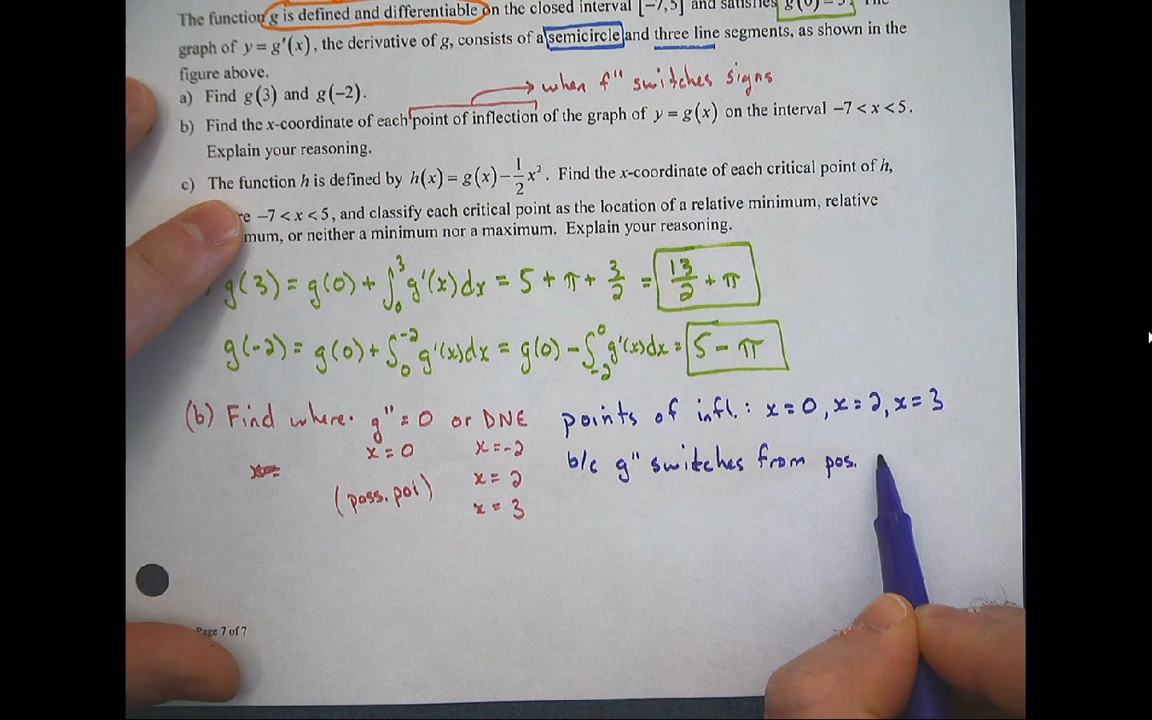 The function g is defined and differentiable on the closed interval [−7,5] and satisfies g(0)=5. The
graph of y = g′(x), the derivative of g, consists of a semicircle and three line segments, as shown in the
figure above.
→ when f" switches signs
a) Find g(3) and g(−2).
b) Find the x-coordinate of each point of inflection of the graph of y = g(x) on the interval −7 < x < 5.
Explain your reasoning.
c) The function h is defined by h(x) = g(x) − 1/2 x². Find the x-coordinate of each critical point of h,
re −7 < x < 5, and classify each critical point as the location of a relative minimum, relative
mum, or neither a minimum nor a maximum. Explain your reasoning.
g(3) = g(0) + ∫₀³ g'(x)dx = 5 + π + 3/2 = 13/2 + π
g(-2) = g(0) + ∫₀⁻² g'(x)dx = g(0) − ∫₋₂⁰ g'(x)dx = 5 − π
(b) Find where g" = 0 or DNE
x = 0 x = -2
(poss. poi) x = 2
x = 3
points of infl.: x = 0, x = 2, x = 3
b/c g" switches from pos.
Page 7 of 7